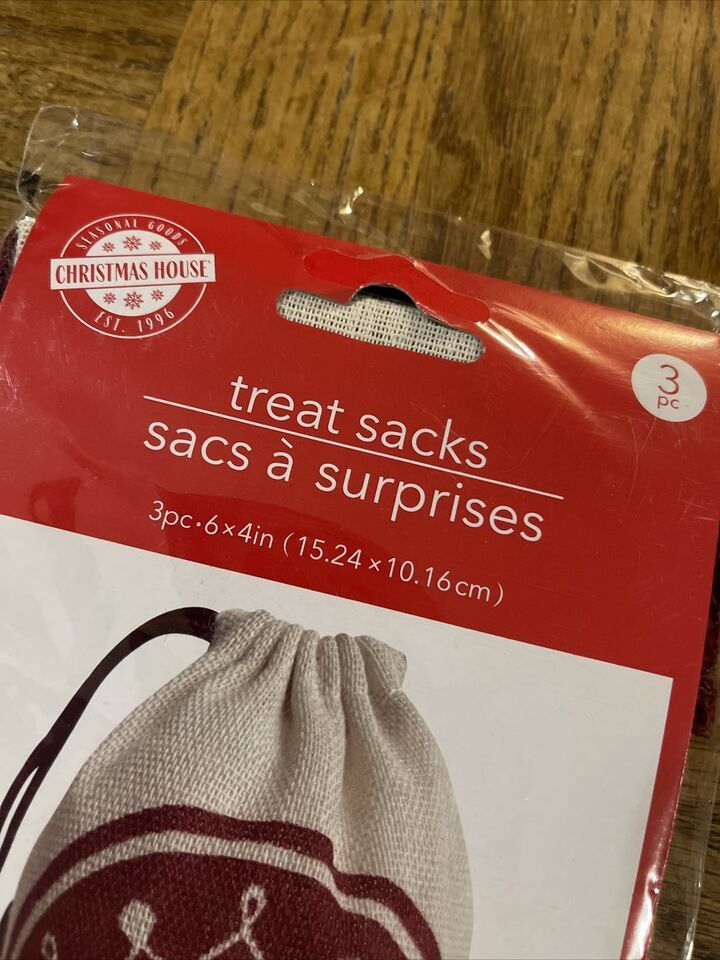 SEASONAL GOODS
CHRISTMAS HOUSE
EST. 1996
3
pc
treat sacks
sacs à surprises
3pc•6×4in (15.24×10.16cm)